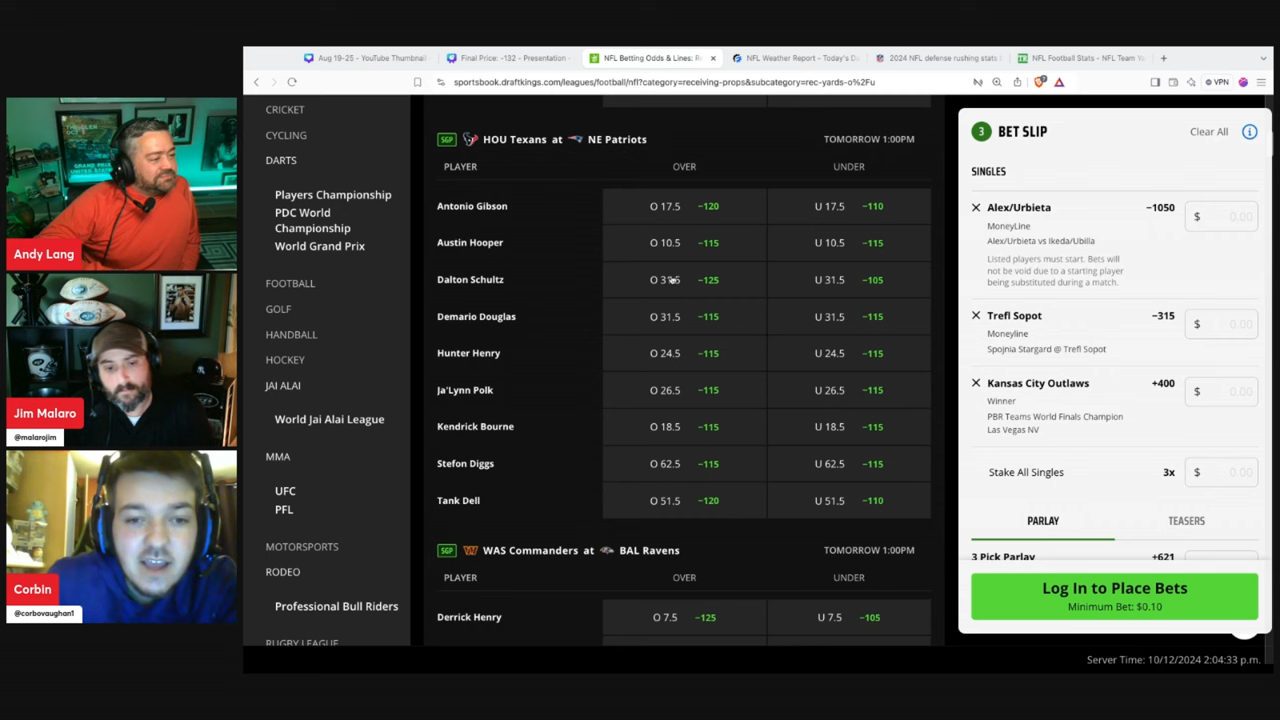 Aug 19-25 - YouTube Thumbnail
Final Price: -132 - Presentation
NFL Betting Odds & Lines: R
NFL Weather Report - Today's D
2024 NFL defense rushing stats
NFL Football Stats - NFL Team Y
sportsbook.draftkings.com/leagues/football/nfl?category=receiving-props&subcategory=rec-yards-o%2Fu
VPN
Andy Lang
Jim Malaro
@malarojim
Corbin
@corbovaughan1
CRICKET
CYCLING
DARTS
Players Championship
PDC World
Championship
World Grand Prix
FOOTBALL
GOLF
HANDBALL
HOCKEY
JAI ALAI
World Jai Alai League
MMA
UFC
PFL
MOTORSPORTS
RODEO
Professional Bull Riders
RUGBY LEAGUE
SGP HOU Texans at NE Patriots TOMORROW 1:00PM
PLAYER OVER UNDER
Antonio Gibson O 17.5 −120 U 17.5 −110
Austin Hooper O 10.5 −115 U 10.5 −115
Dalton Schultz O 31.5 −125 U 31.5 −105
Demario Douglas O 31.5 −115 U 31.5 −115
Hunter Henry O 24.5 −115 U 24.5 −115
Ja'Lynn Polk O 26.5 −115 U 26.5 −115
Kendrick Bourne O 18.5 −115 U 18.5 −115
Stefon Diggs O 62.5 −115 U 62.5 −115
Tank Dell O 51.5 −120 U 51.5 −110
SGP WAS Commanders at BAL Ravens TOMORROW 1:00PM
PLAYER OVER UNDER
Derrick Henry O 7.5 −125 U 7.5 −105
3 BET SLIP Clear All
SINGLES
Alex/Urbieta −1050 $ 0.00
MoneyLine
Alex/Urbieta vs Ikeda/Ubilla
Listed players must start. Bets will
not be void due to a starting player
being substituted during a match.
Trefl Sopot −315 $ 0.00
Moneyline
Spojnia Stargard @ Trefl Sopot
Kansas City Outlaws +400 $ 0.00
Winner
PBR Teams World Finals Champion
Las Vegas NV
Stake All Singles 3x $ 0.00
PARLAY TEASERS
3 Pick Parlay +621
Log In to Place Bets
Minimum Bet: $0.10
Server Time: 10/12/2024 2:04:33 p.m.